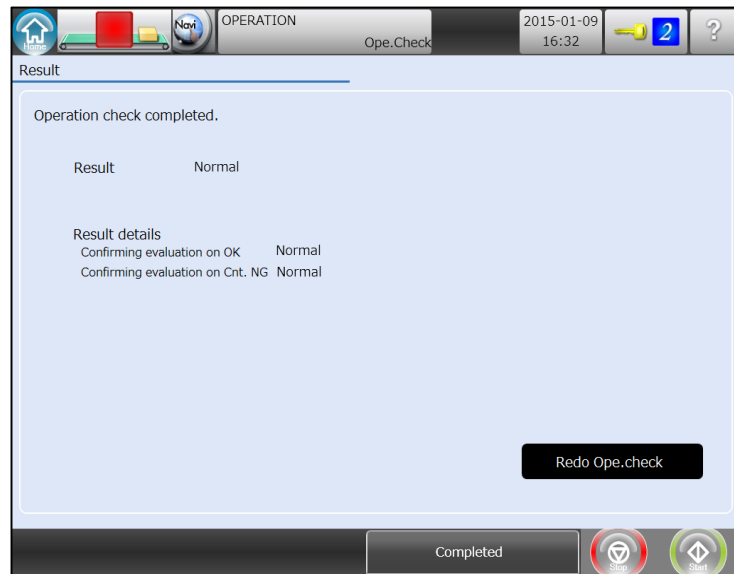 Home
Navi
OPERATION
Ope.Check
2015-01-09
16:32
2
?
Result
Operation check completed.
Result Normal
Result details
Confirming evaluation on OK Normal
Confirming evaluation on Cnt. NG Normal
Redo Ope.check
Completed
Stop
Start